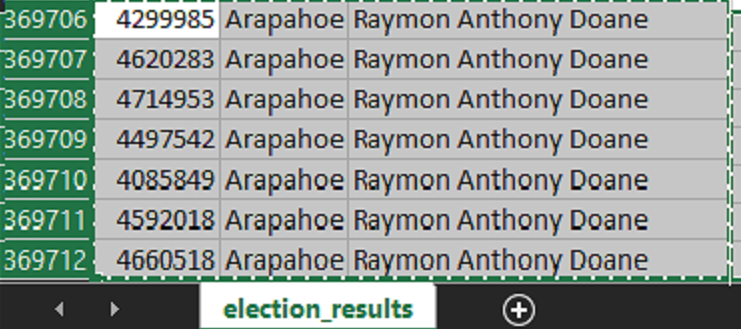 369706 4299985 Arapahoe Raymon Anthony Doane
369707 4620283 Arapahoe Raymon Anthony Doane
369708 4714953 Arapahoe Raymon Anthony Doane
369709 4497542 Arapahoe Raymon Anthony Doane
369710 4085849 Arapahoe Raymon Anthony Doane
369711 4592018 Arapahoe Raymon Anthony Doane
369712 4660518 Arapahoe Raymon Anthony Doane
election_results